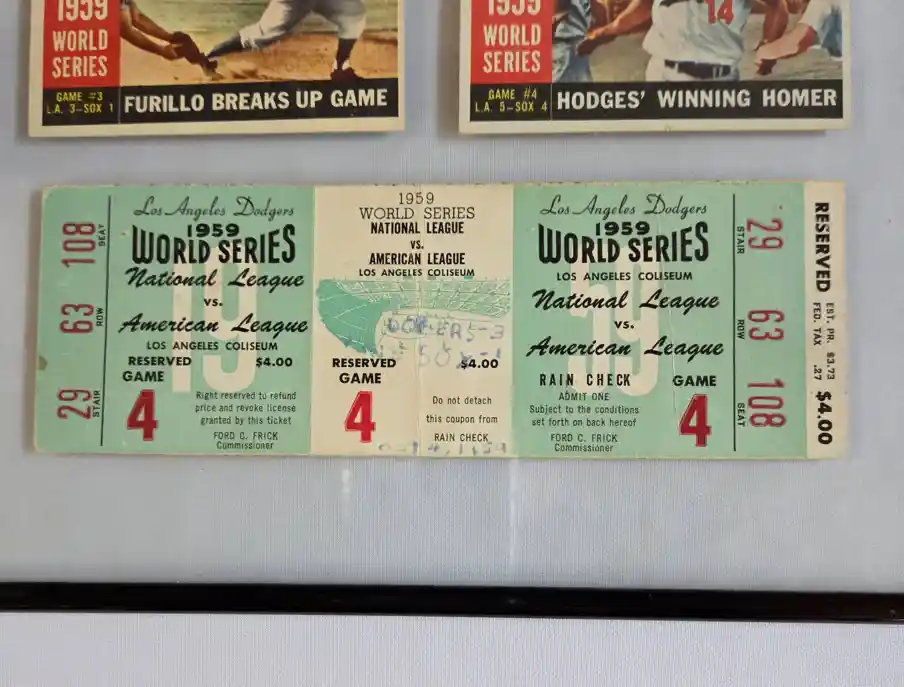 1959
WORLD
SERIES
GAME #3
L.A. 3-SOX 1
FURILLO BREAKS UP GAME
1959
WORLD
SERIES
GAME #4
L.A. 5-SOX 4
14
HODGES' WINNING HOMER
108 SEAT
63 ROW
29 STAIR
19
Los Angeles Dodgers
1959
WORLD SERIES
National League
vs.
American League
LOS ANGELES COLISEUM
RESERVED $4.00
GAME
4
Right reserved to refund
price and revoke license
granted by this ticket
FORD C. FRICK
Commissioner
1959
WORLD SERIES
NATIONAL LEAGUE
vs.
AMERICAN LEAGUE
LOS ANGELES COLISEUM
DODGERS-3
SOX-1
RESERVED $4.00
GAME
4
Do not detach
this coupon from
RAIN CHECK
59
Los Angeles Dodgers
1959
WORLD SERIES
LOS ANGELES COLISEUM
National League
vs.
American League
RAIN CHECK GAME
ADMIT ONE
4
Subject to the conditions
set forth on back hereof
FORD C. FRICK
Commissioner
29 STAIR
63 ROW
108 SEAT
RESERVED EST. PR. $3.73 $4.00
FED. TAX .27